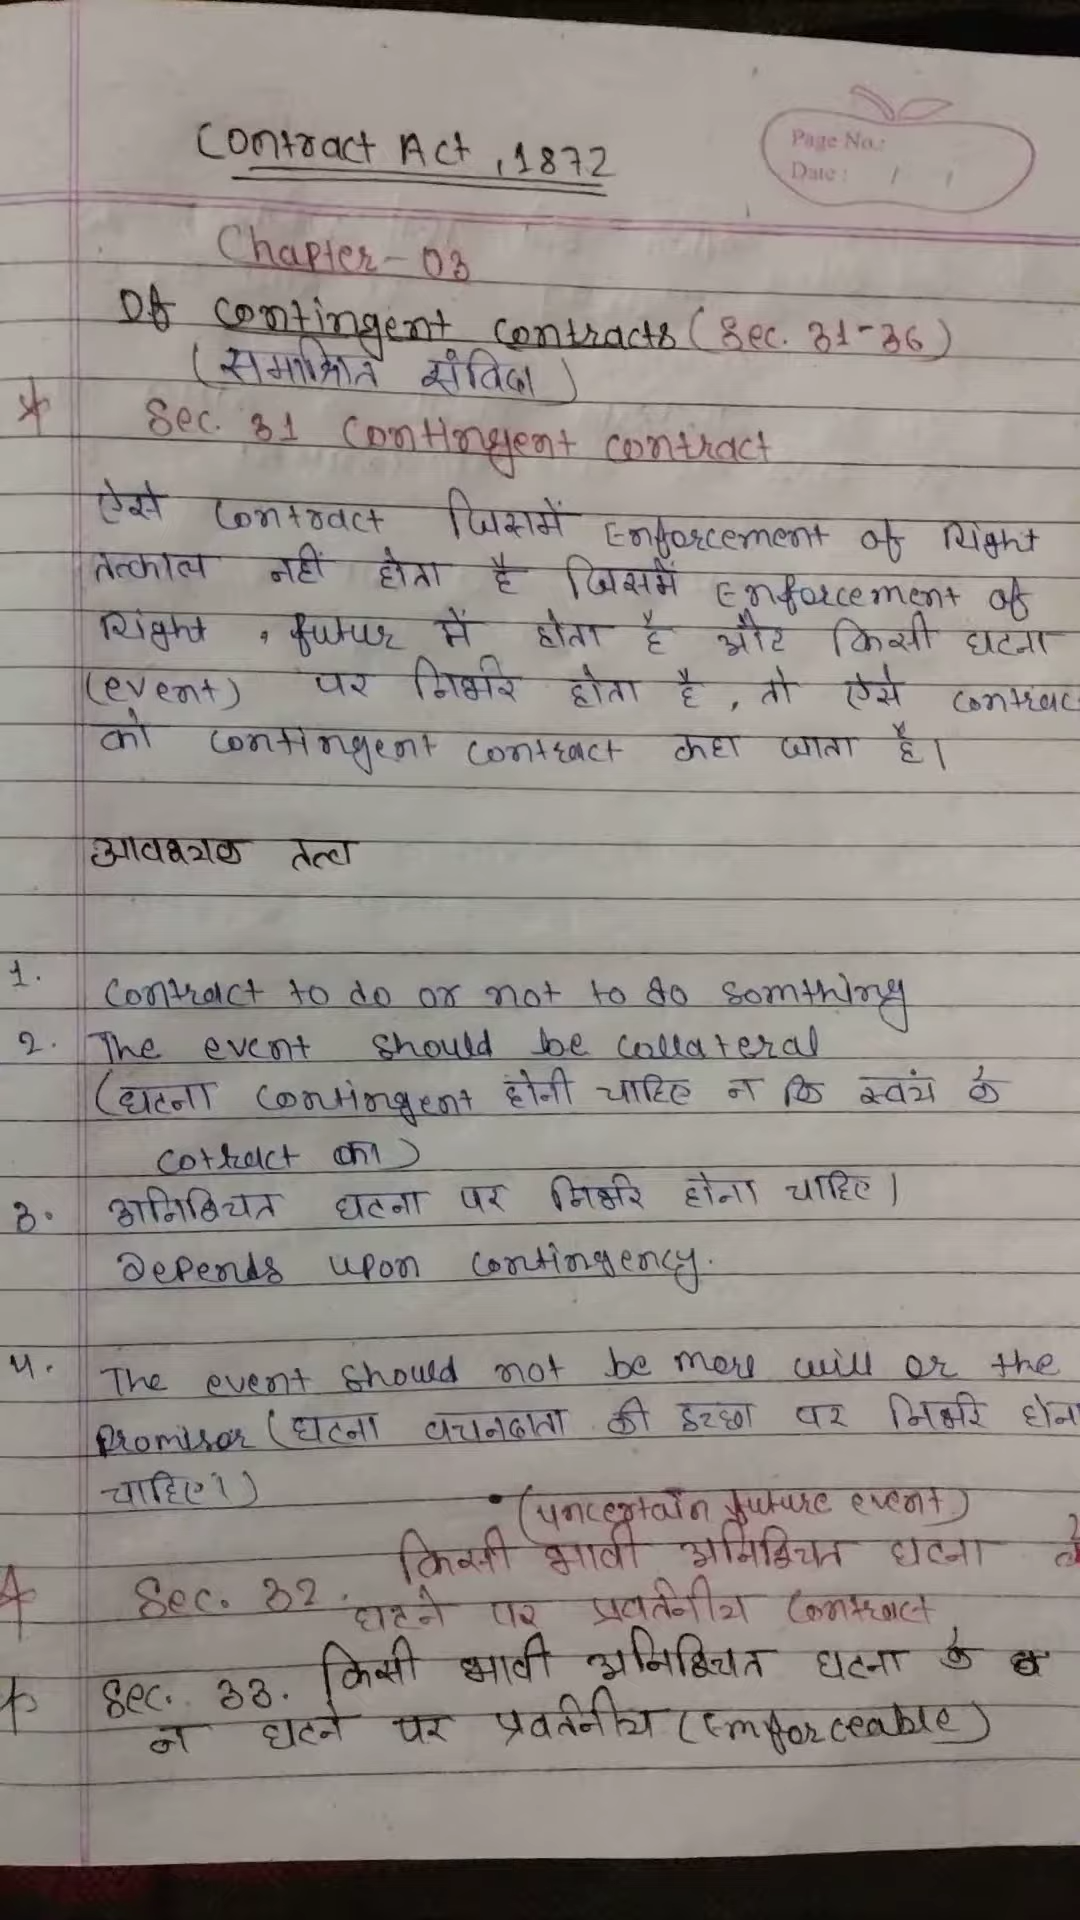 Contract Act, 1872
Page No.:
Date: / /
Chapter-03
Of contingent contracts (Sec. 31-36)
(समाश्रित संविदा)
Sec. 31 Contingent contract
ऐसे contract जिसमें Enforcement of Right
तत्काल नहीं होता है जिसमें Enforcement of
Right, futur में होता है और किसी घटना
(event) पर निर्भर होता है, तो ऐसे contrac
को contingent contract कहा जाता है।
आवश्यक तत्व
1. Contract to do or not to do somthing
2. The event should be collateral
(घटना contingent होनी चाहिए न कि स्वयं के
cotract का)
3. अनिश्चित घटना पर निर्भर होना चाहिए।
Depends upon contingency.
4. The event should not be mere will or the
promisor (घटना वचनदाता की इच्छा पर निर्भर होना
चाहिए।)
(uncertain future event)
किसी भावी अनिश्चित घटना के
Sec. 32. घटने पर प्रवर्तनीय Contract
Sec. 33. किसी भावी अनिश्चित घटना के
न घटने पर प्रवर्तनीय (Emforceable)